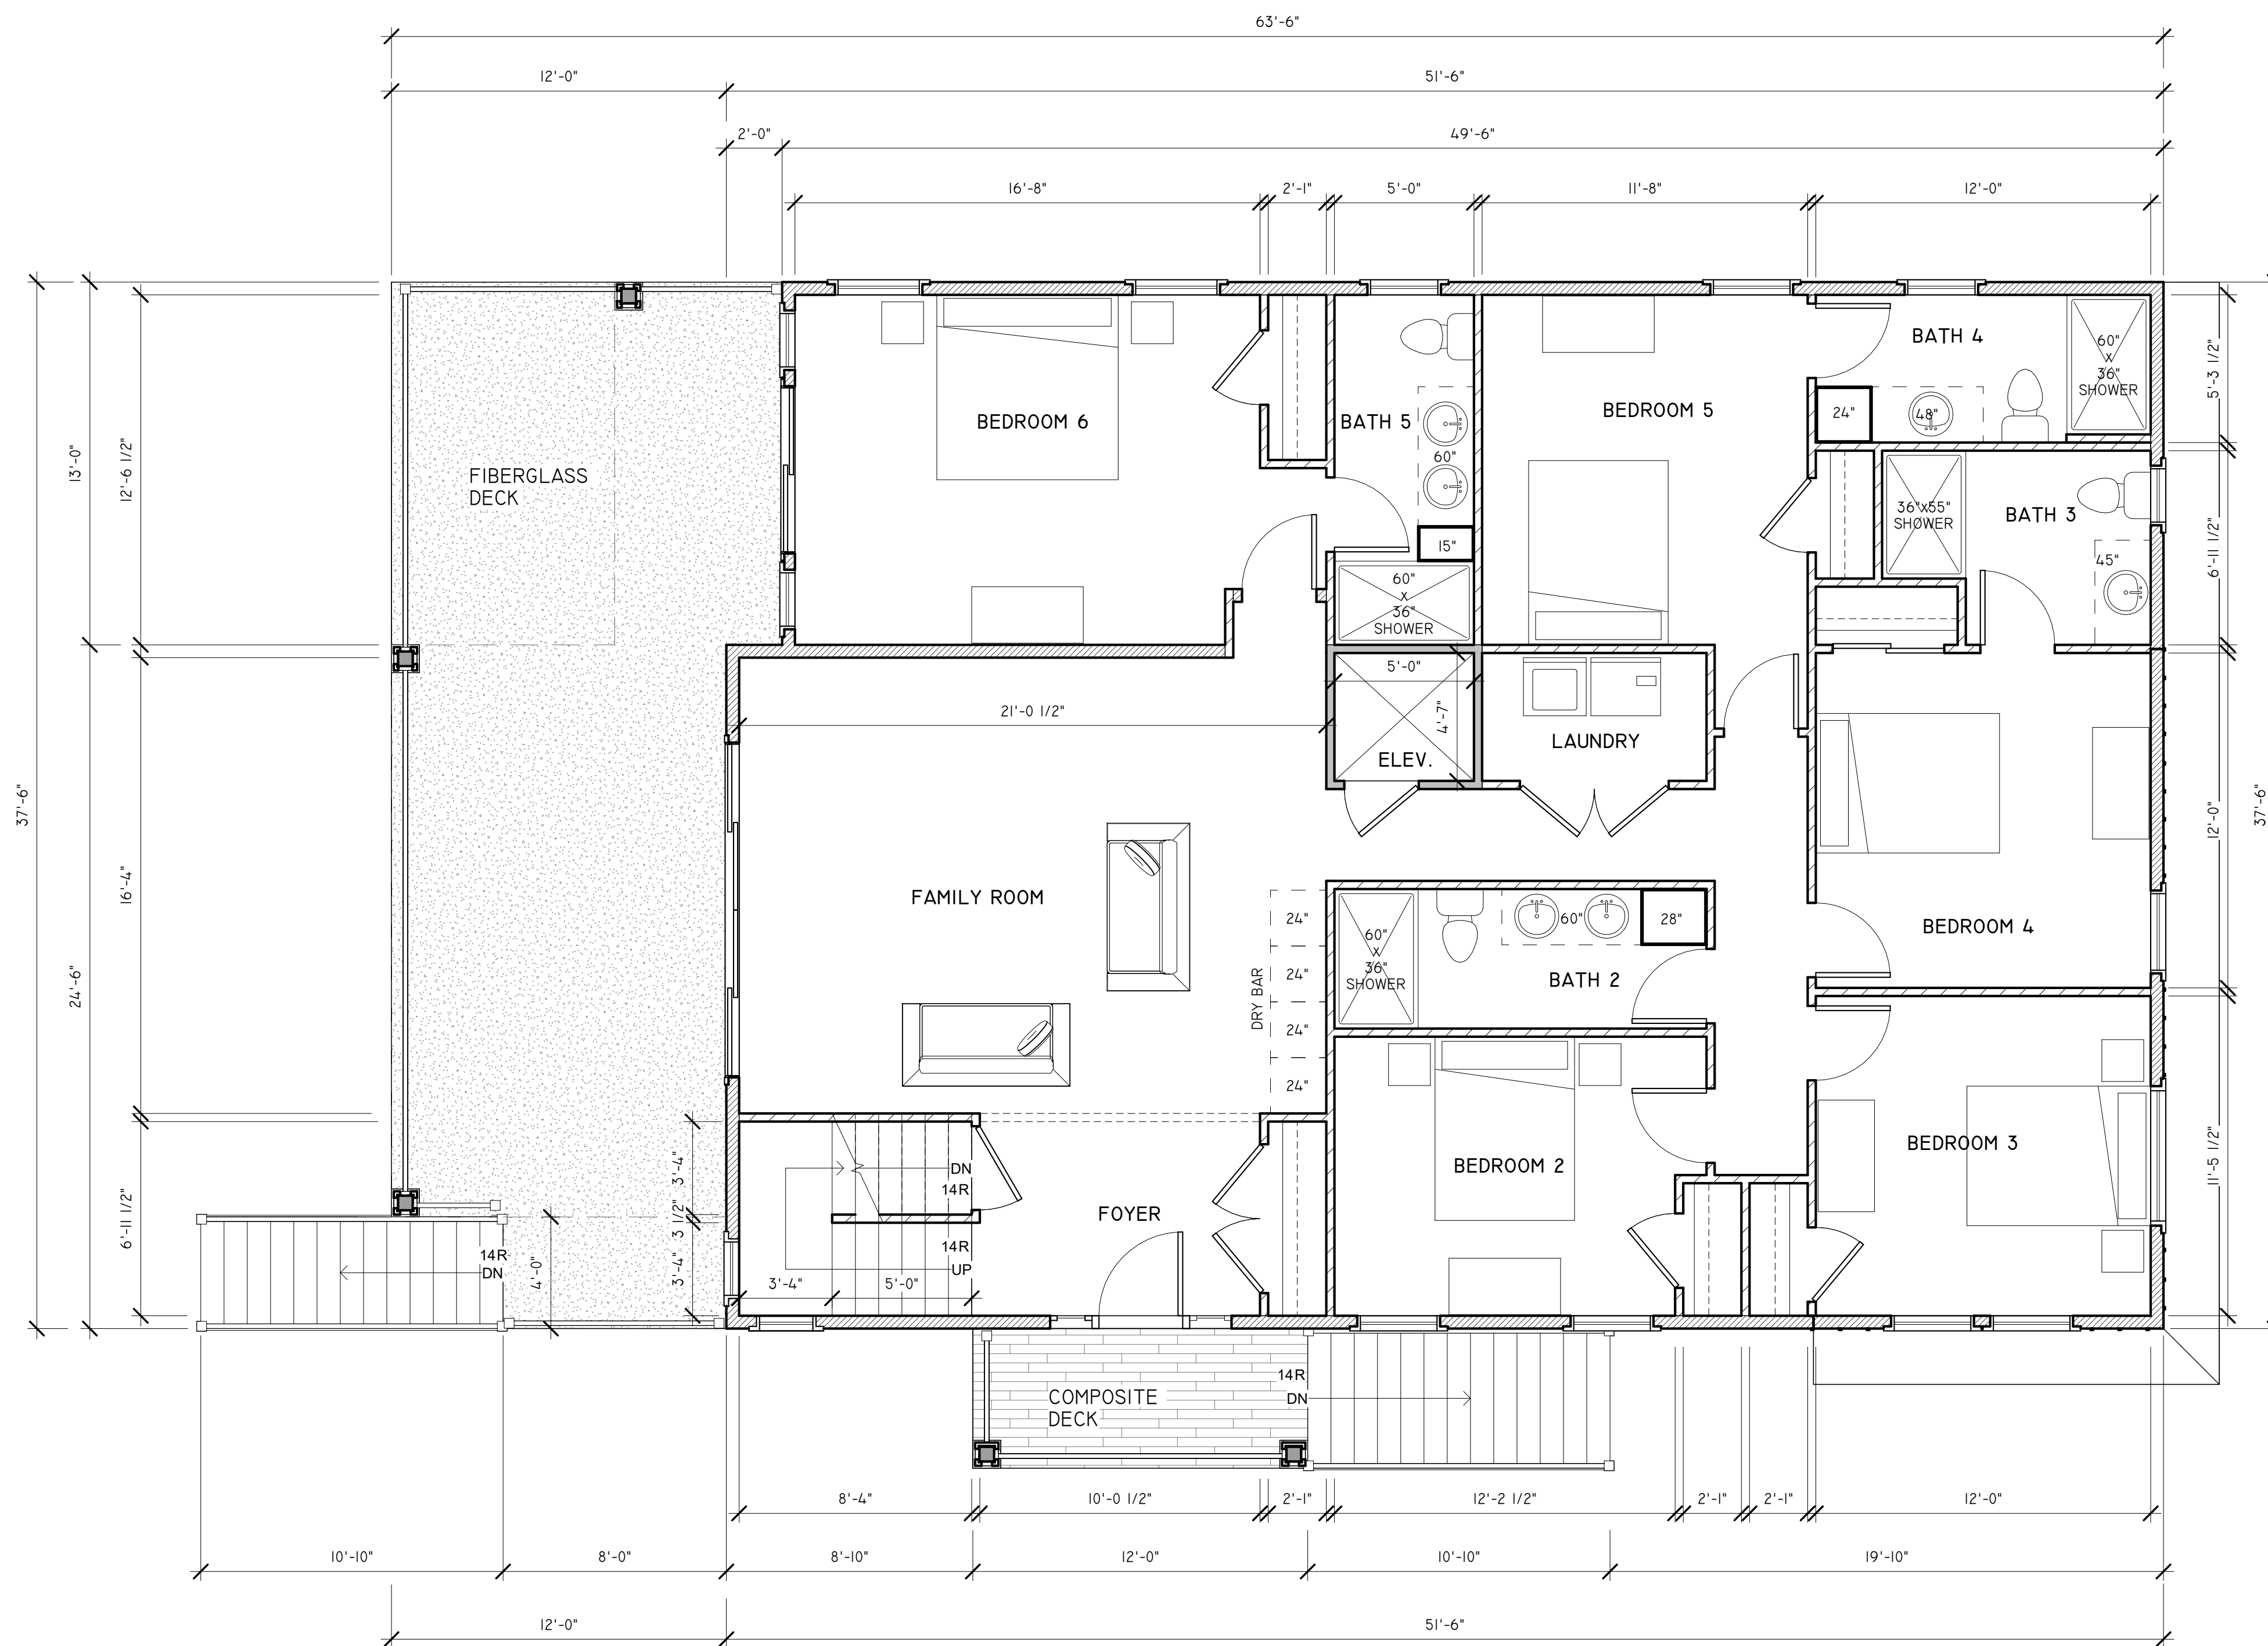 63'-6"
12'-0"
51'-6"
2'-0"
49'-6"
16'-8"
2'-1"
5'-0"
11'-8"
12'-0"
37'-6"
13'-0"
12'-6 1/2"
24'-6"
16'-4"
6'-11 1/2"
FIBERGLASS
DECK
BEDROOM 6
BATH 5
60"
15"
60"
X
36"
SHOWER
BEDROOM 5
BATH 4
24"
48"
60"
X
36"
SHOWER
36"x55"
SHOWER
BATH 3
45"
5'-3 1/2"
6'-11 1/2"
12'-0"
11'-5 1/2"
37'-6"
21'-0 1/2"
5'-0"
4'-7"
ELEV.
LAUNDRY
FAMILY ROOM
DRY BAR
24"
24"
24"
24"
60"
X
36"
SHOWER
60"
28"
BATH 2
BEDROOM 4
BEDROOM 2
BEDROOM 3
FOYER
DN
14R
14R
UP
3'-4"
5'-0"
3'-4"
3 1/2"
3'-4"
4'-0"
14R
DN
COMPOSITE
DECK
14R
DN
8'-4"
10'-0 1/2"
2'-1"
12'-2 1/2"
2'-1"
2'-1"
12'-0"
10'-10"
8'-0"
8'-10"
12'-0"
10'-10"
19'-10"
12'-0"
51'-6"